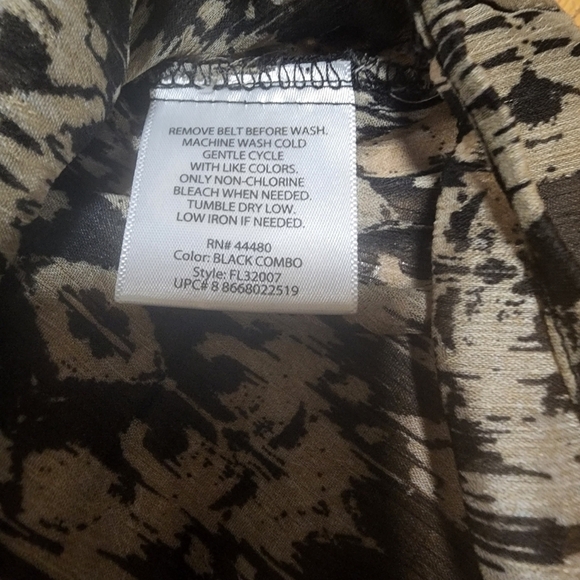 REMOVE BELT BEFORE WASH.
MACHINE WASH COLD
GENTLE CYCLE
WITH LIKE COLORS.
ONLY NON-CHLORINE
BLEACH WHEN NEEDED.
TUMBLE DRY LOW.
LOW IRON IF NEEDED.
RN# 44480
Color: BLACK COMBO
Style: FL32007
UPC# 8 8668022519